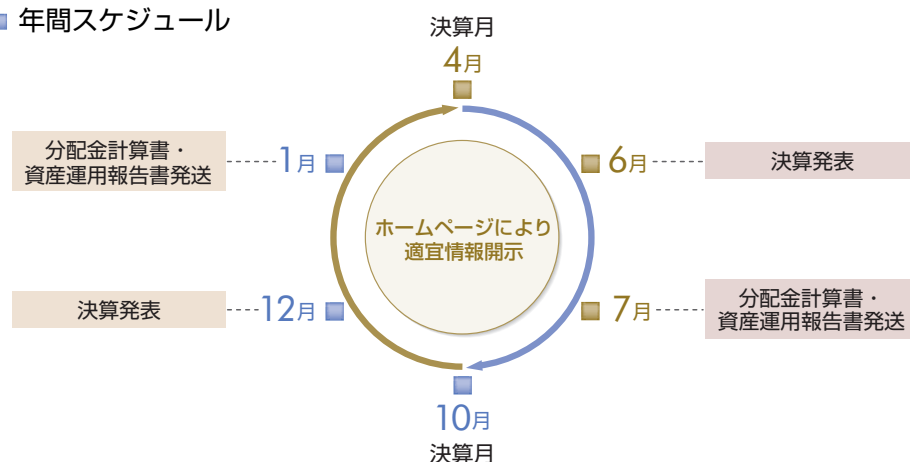 年間スケジュール
決算月
4月
分配金計算書・
資産運用報告書発送
1月
6月
決算発表
ホームページにより
適宜情報開示
決算発表
12月
7月
分配金計算書・
資産運用報告書発送
10月
決算月